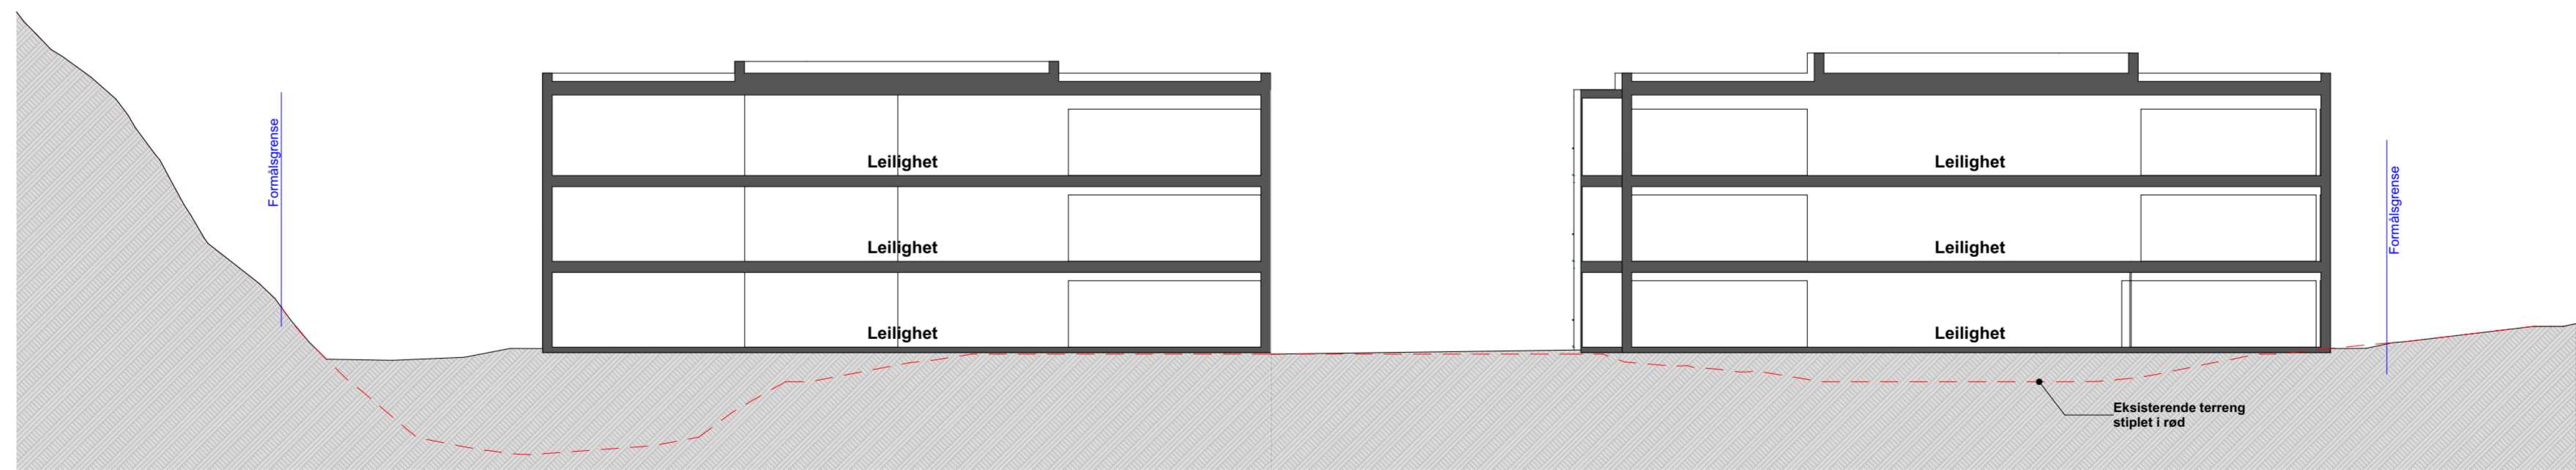 Formålsgrense
Leilighet
Leilighet
Leilighet
Leilighet
Leilighet
Leilighet
Formålsgrense
Eksisterende terreng
stiplet i rød